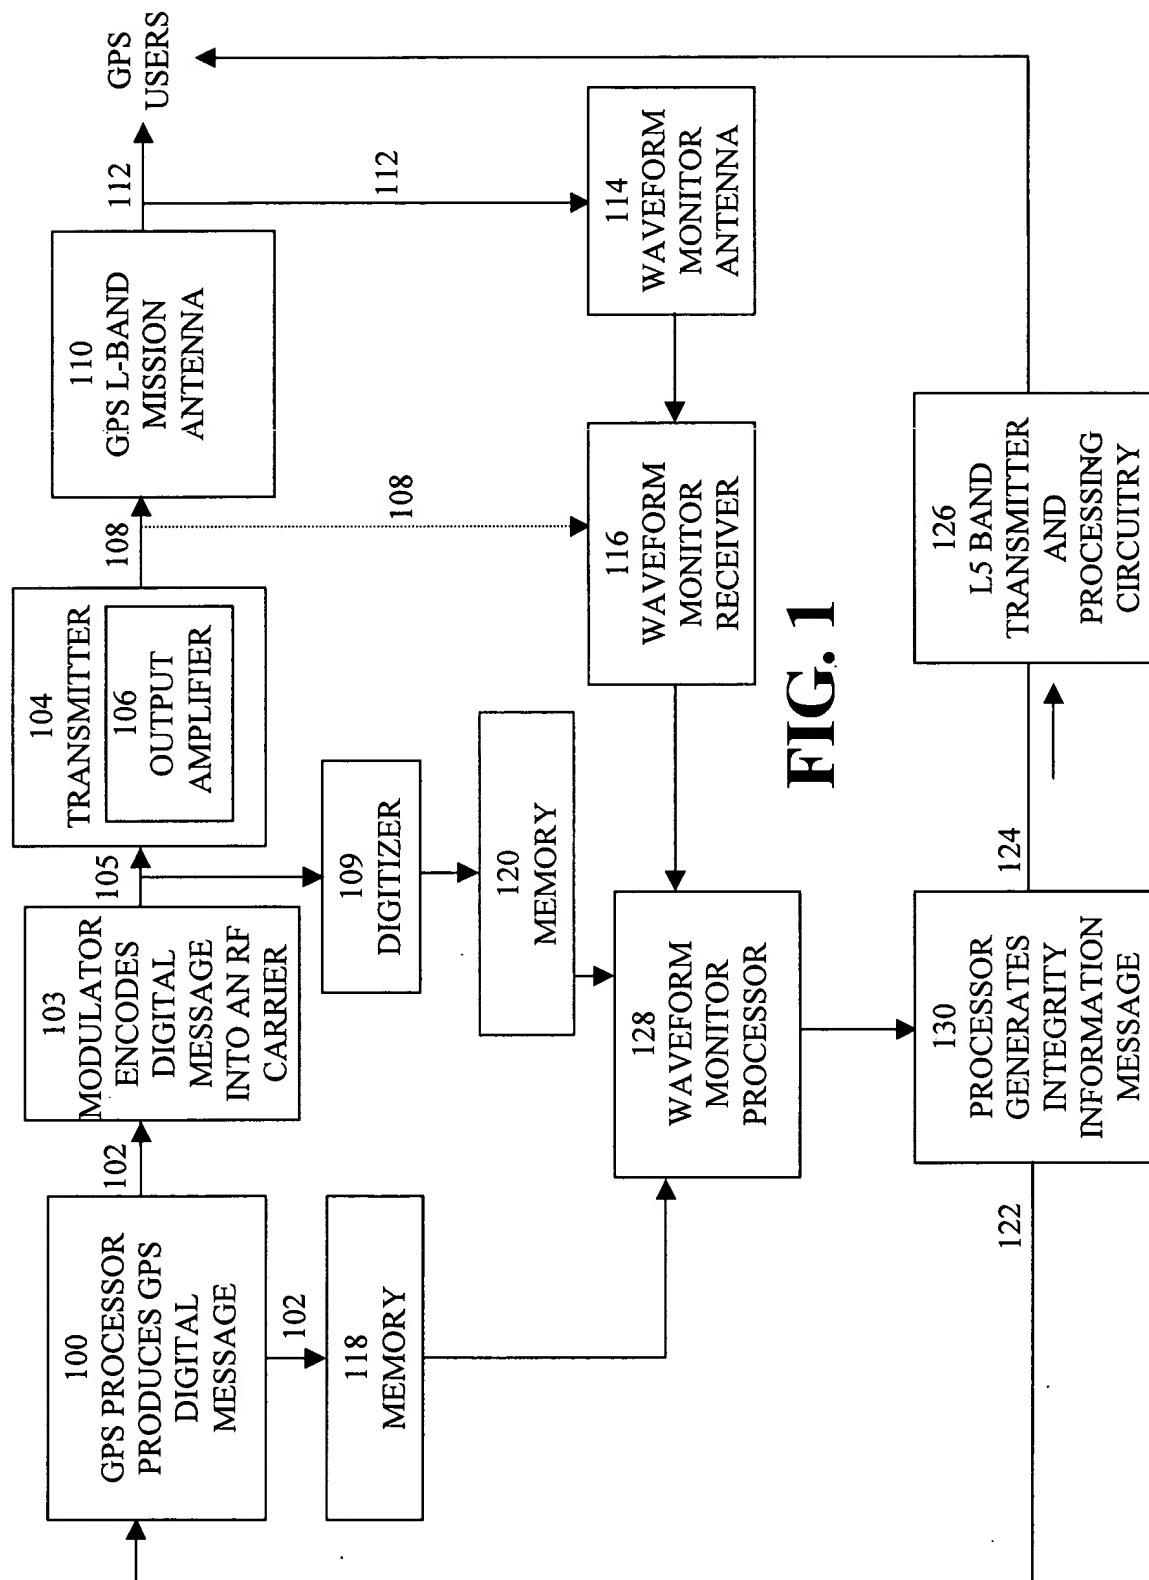 100
GPS PROCESSOR
PRODUCES GPS
DIGITAL
MESSAGE
102
103
MODULATOR
ENCODES
DIGITAL
MESSAGE
INTO AN RF
CARRIER
105
104
TRANSMITTER
106
OUTPUT
AMPLIFIER
108
110
GPS L-BAND
MISSION
ANTENNA
112
GPS
USERS
102
118
MEMORY
109
DIGITIZER
120
MEMORY
108
112
128
WAVEFORM
MONITOR
PROCESSOR
116
WAVEFORM
MONITOR
RECEIVER
114
WAVEFORM
MONITOR
ANTENNA
FIG. 1
122
130
PROCESSOR
GENERATES
INTEGRITY
INFORMATION
MESSAGE
124
126
L5 BAND
TRANSMITTER
AND
PROCESSING
CIRCUITRY